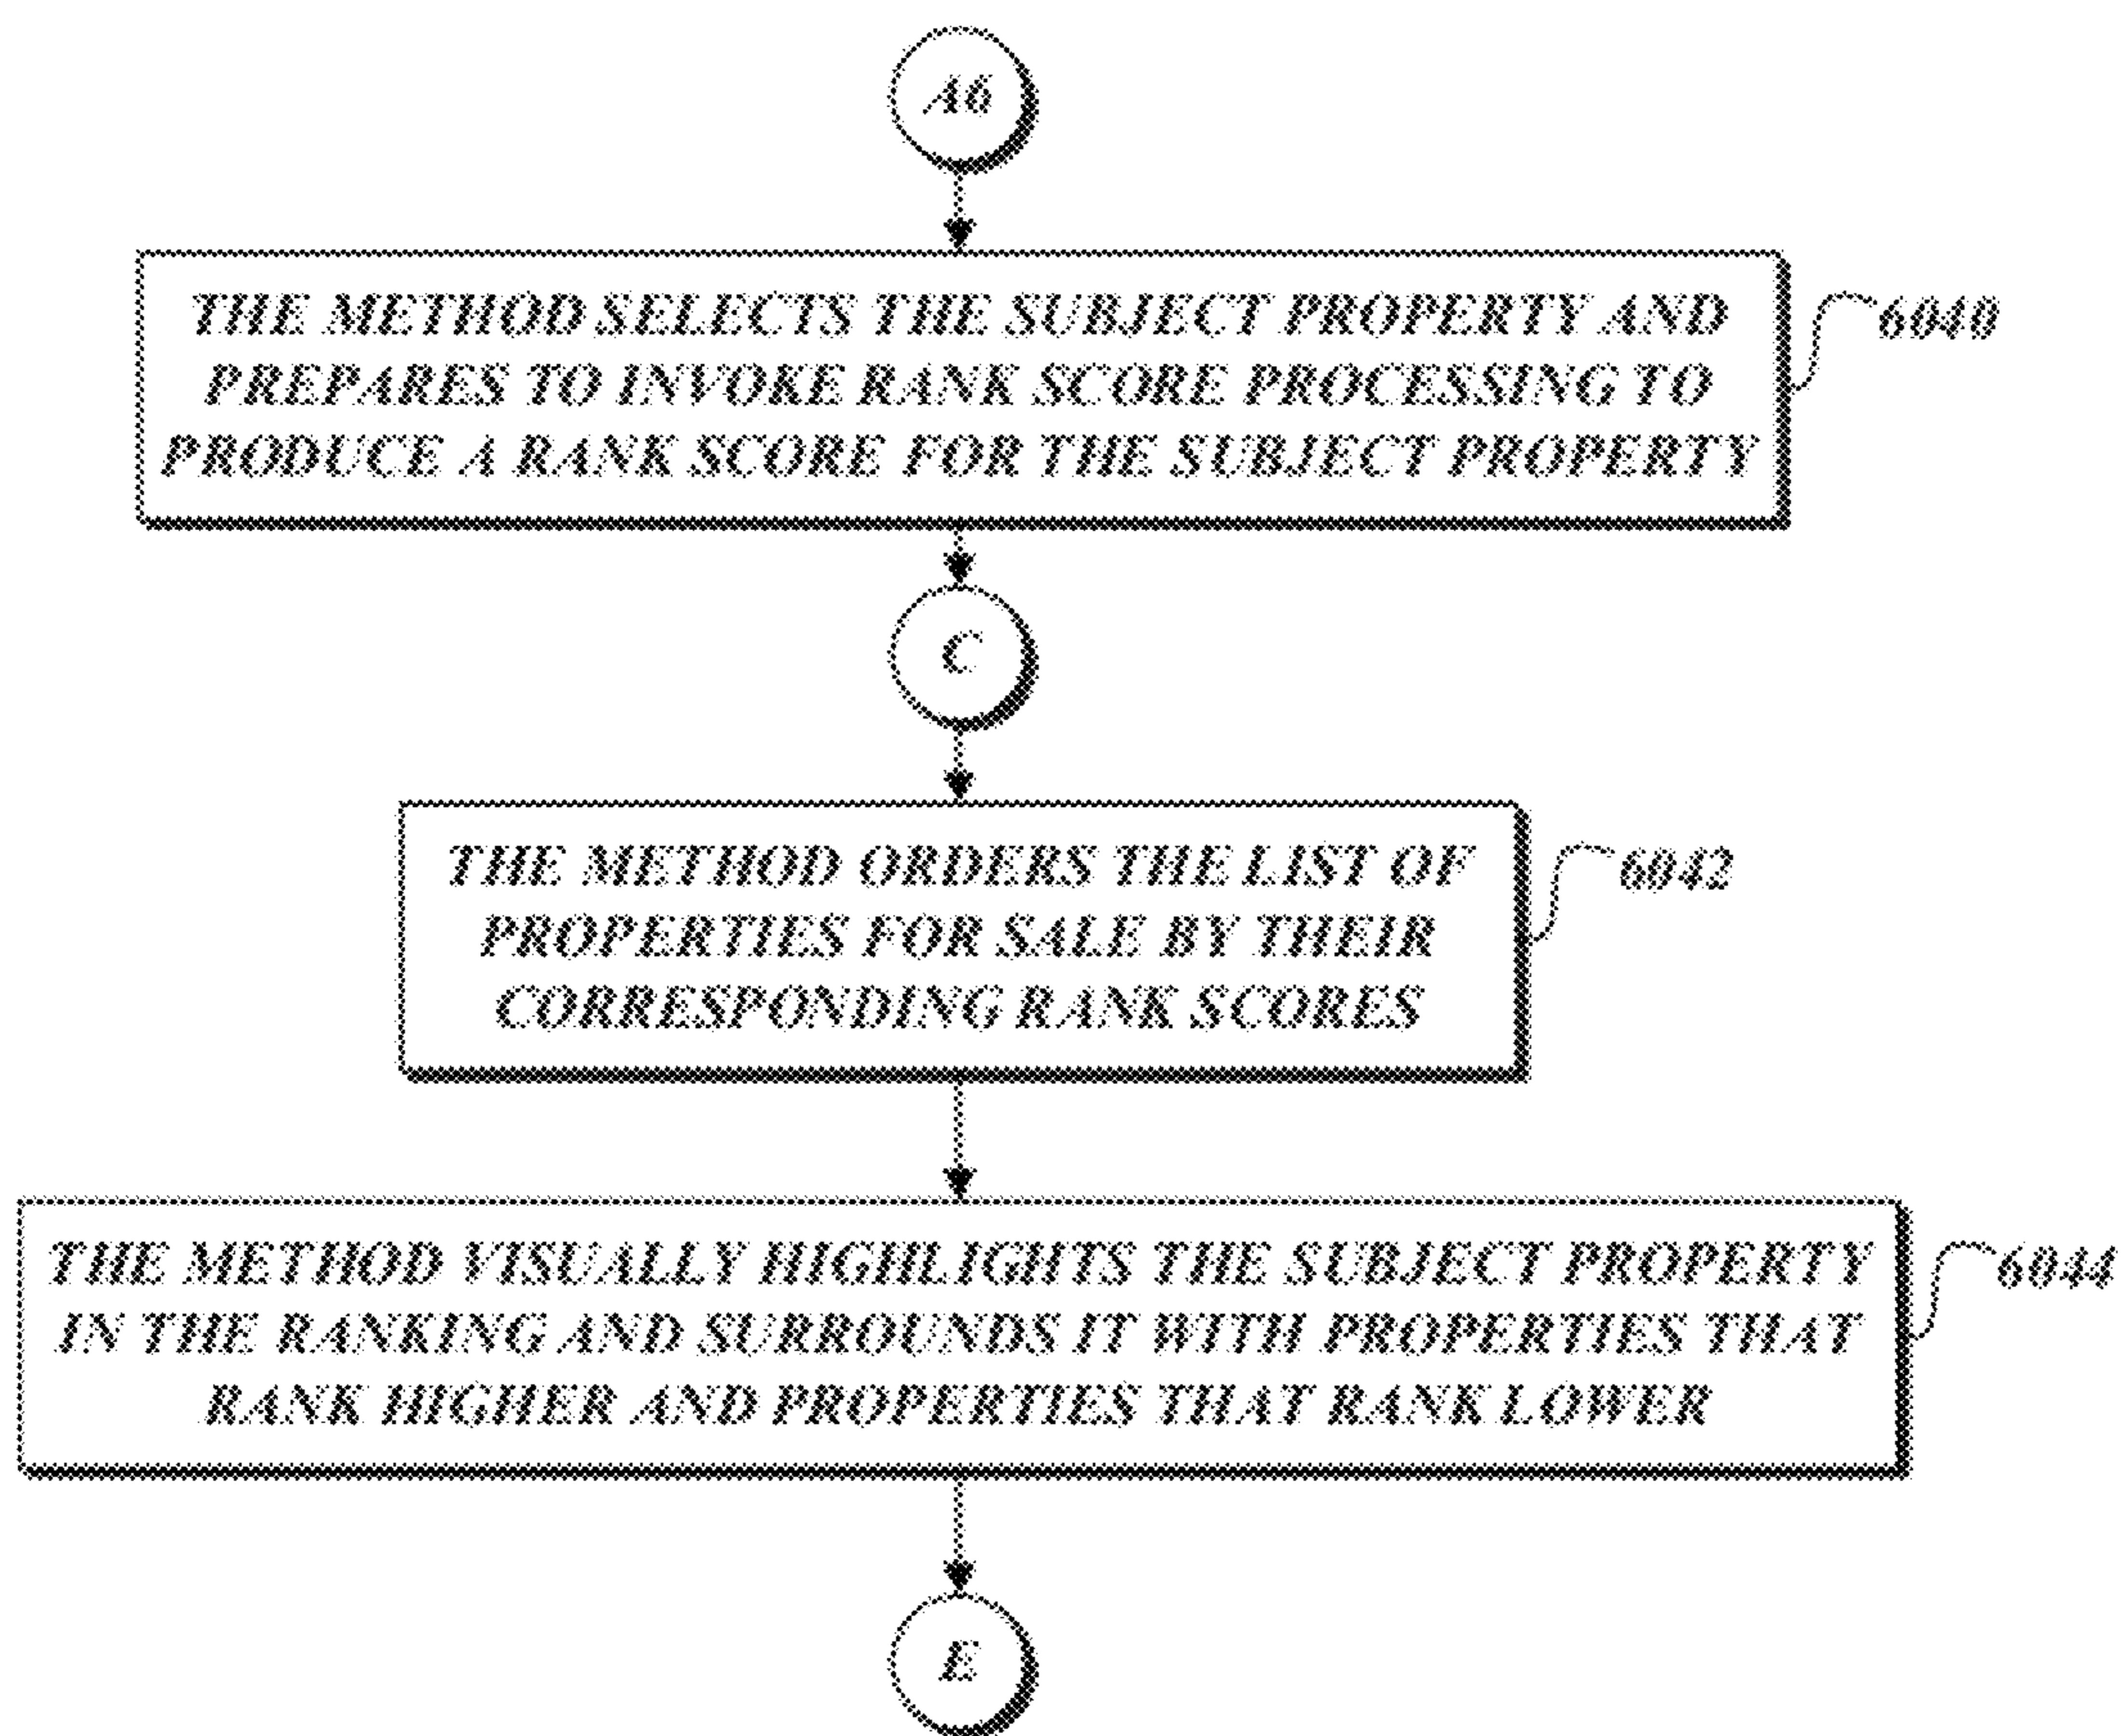 A6
THE METHOD SELECTS THE SUBJECT PROPERTY AND
PREPARES TO INVOKE RANK SCORE PROCESSING TO
PRODUCE A RANK SCORE FOR THE SUBJECT PROPERTY
6040
C
THE METHOD ORDERS THE LIST OF
PROPERTIES FOR SALE BY THEIR
CORRESPONDING RANK SCORES
6042
THE METHOD VISUALLY HIGHLIGHTS THE SUBJECT PROPERTY
IN THE RANKING AND SURROUNDS IT WITH PROPERTIES THAT
RANK HIGHER AND PROPERTIES THAT RANK LOWER
6044
E